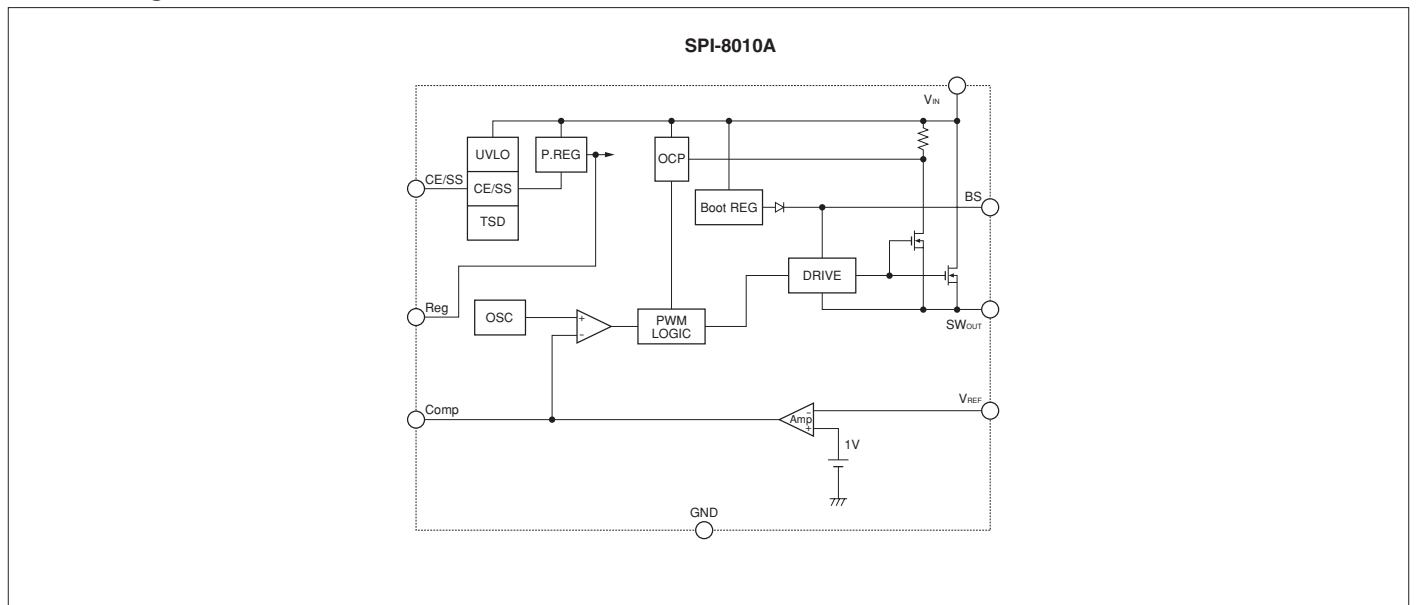 SPI-8010A
VIN
UVLO
P.REG
OCP
CE/SS
CE/SS
TSD
Boot REG
BS
DRIVE
Reg
OSC
+
−
PWM
LOGIC
SWOUT
Comp
Amp
−
+
VREF
1V
GND